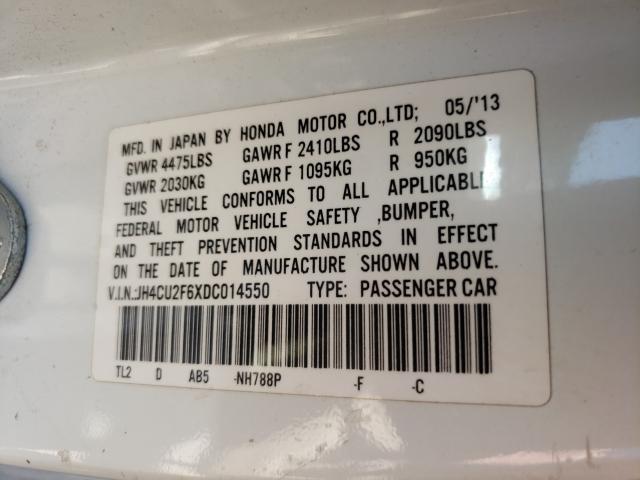 MFD. IN JAPAN BY HONDA MOTOR CO.,LTD; 05/'13
GVWR 4475LBS GAWR F 2410LBS R 2090LBS
GVWR 2030KG GAWR F 1095KG R 950KG
THIS VEHICLE CONFORMS TO ALL APPLICABLE
FEDERAL MOTOR VEHICLE SAFETY ,BUMPER,
AND THEFT PREVENTION STANDARDS IN EFFECT
ON THE DATE OF MANUFACTURE SHOWN ABOVE.
V.I.N.:JH4CU2F6XDC014550 TYPE: PASSENGER CAR
TL2 D AB5 -NH788P -F -C